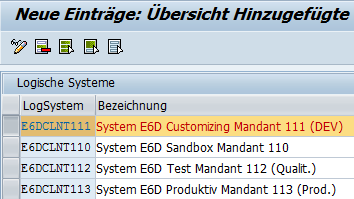 Neue Einträge: Übersicht Hinzugefügte
Logische Systeme
LogSystem Bezeichnung
E6DCLNT111 System E6D Customizing Mandant 111 (DEV)
E6DCLNT110 System E6D Sandbox Mandant 110
E6DCLNT112 System E6D Test Mandant 112 (Qualit.)
E6DCLNT113 System E6D Produktiv Mandant 113 (Prod.)